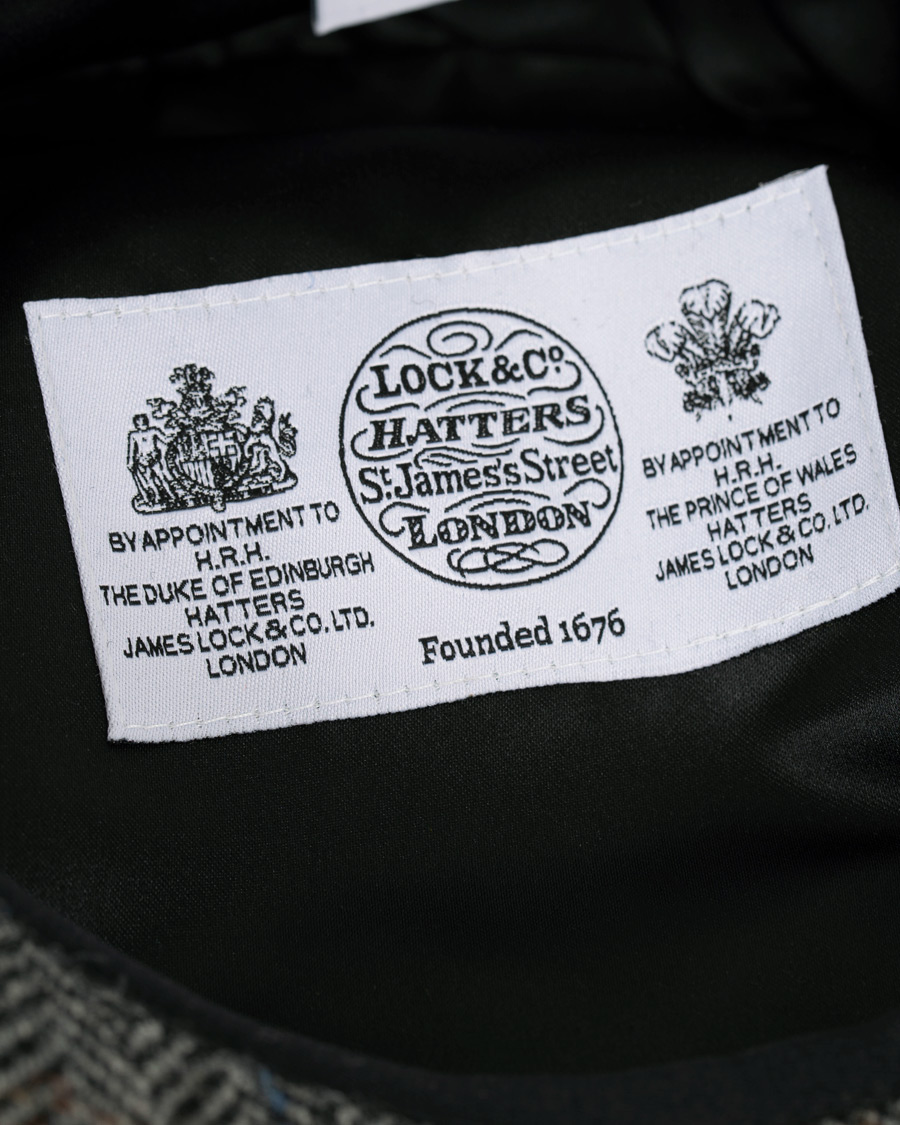 BY APPOINTMENT TO
H.R.H.
THE DUKE OF EDINBURGH
HATTERS
JAMES LOCK & CO. LTD.
LONDON
LOCK & Co.
HATTERS
St. James's Street
LONDON
Founded 1676
BY APPOINTMENT TO
H.R.H.
THE PRINCE OF WALES
HATTERS
JAMES LOCK & CO. LTD.
LONDON